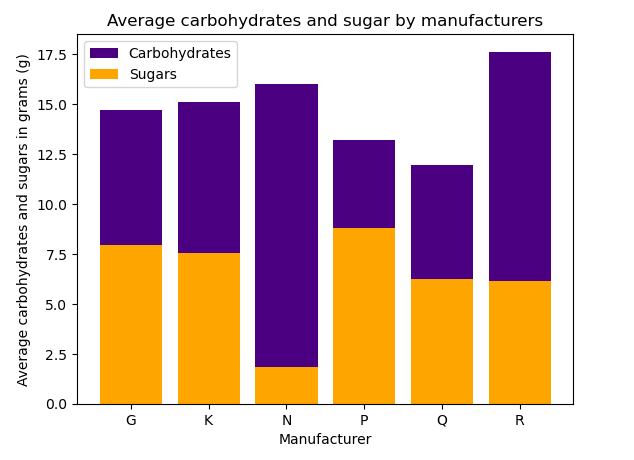 Average carbohydrates and sugar by manufacturers
Carbohydrates
Sugars
Average carbohydrates and sugars in grams (g)
17.5
15.0
12.5
10.0
7.5
5.0
2.5
0.0
G K N P Q R
Manufacturer